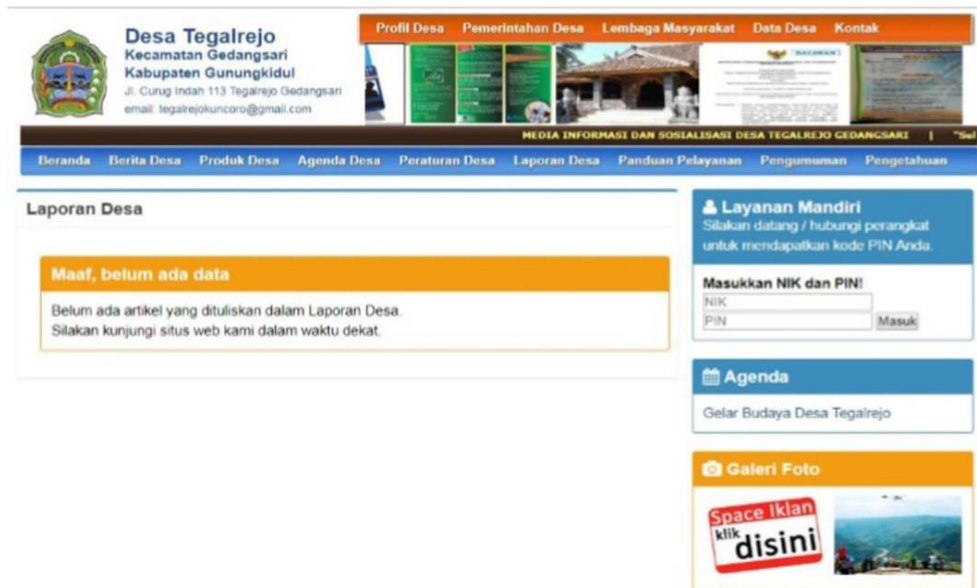 Desa Tegalrejo
Kecamatan Gedangsari
Kabupaten Gunungkidul
Jl. Curug Indah 113 Tegalrejo Gedangsari
email: tegalrejokuncoro@gmail.com
Profil Desa Pemerintahan Desa Lembaga Masyarakat Data Desa Kontak
SALINAN
MEDIA INFORMASI DAN SOSIALISASI DESA TEGALREJO GEDANGSARI | "Sel
Beranda Berita Desa Produk Desa Agenda Desa Peraturan Desa Laporan Desa Panduan Pelayanan Pengumuman Pengetahuan
Laporan Desa
Maaf, belum ada data
Belum ada artikel yang dituliskan dalam Laporan Desa.
Silakan kunjungi situs web kami dalam waktu dekat.
Layanan Mandiri
Silakan datang / hubungi perangkat
untuk mendapatkan kode PIN Anda.
Masukkan NIK dan PIN!
NIK
PIN Masuk
Agenda
Gelar Budaya Desa Tegalrejo
Galeri Foto
Space Iklan
klik
disini